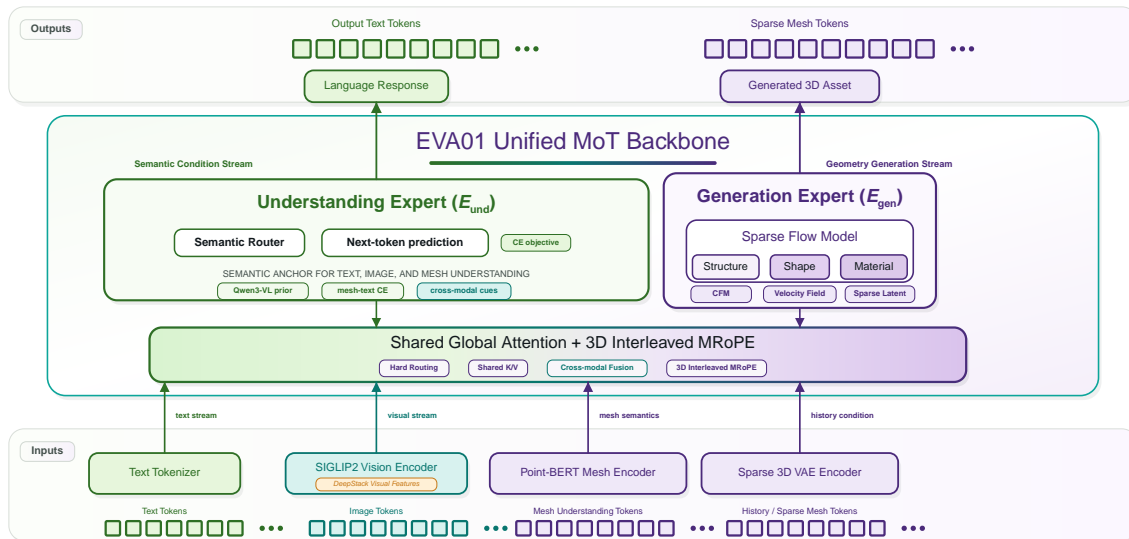 Outputs
Output Text Tokens
Sparse Mesh Tokens
Language Response
Generated 3D Asset
EVA01 Unified MoT Backbone
Semantic Condition Stream
Geometry Generation Stream
Understanding Expert (E_und)
Semantic Router
Next-token prediction
CE objective
SEMANTIC ANCHOR FOR TEXT, IMAGE, AND MESH UNDERSTANDING
Qwen3-VL prior
mesh-text CE
cross-modal cues
Generation Expert (E_gen)
Sparse Flow Model
Structure
Shape
Material
CFM
Velocity Field
Sparse Latent
Shared Global Attention + 3D Interleaved MRoPE
Hard Routing
Shared K/V
Cross-modal Fusion
3D Interleaved MRoPE
text stream
visual stream
mesh semantics
history condition
Inputs
Text Tokenizer
SIGLIP2 Vision Encoder
DeepStack Visual Features
Point-BERT Mesh Encoder
Sparse 3D VAE Encoder
Text Tokens
Image Tokens
Mesh Understanding Tokens
History / Sparse Mesh Tokens